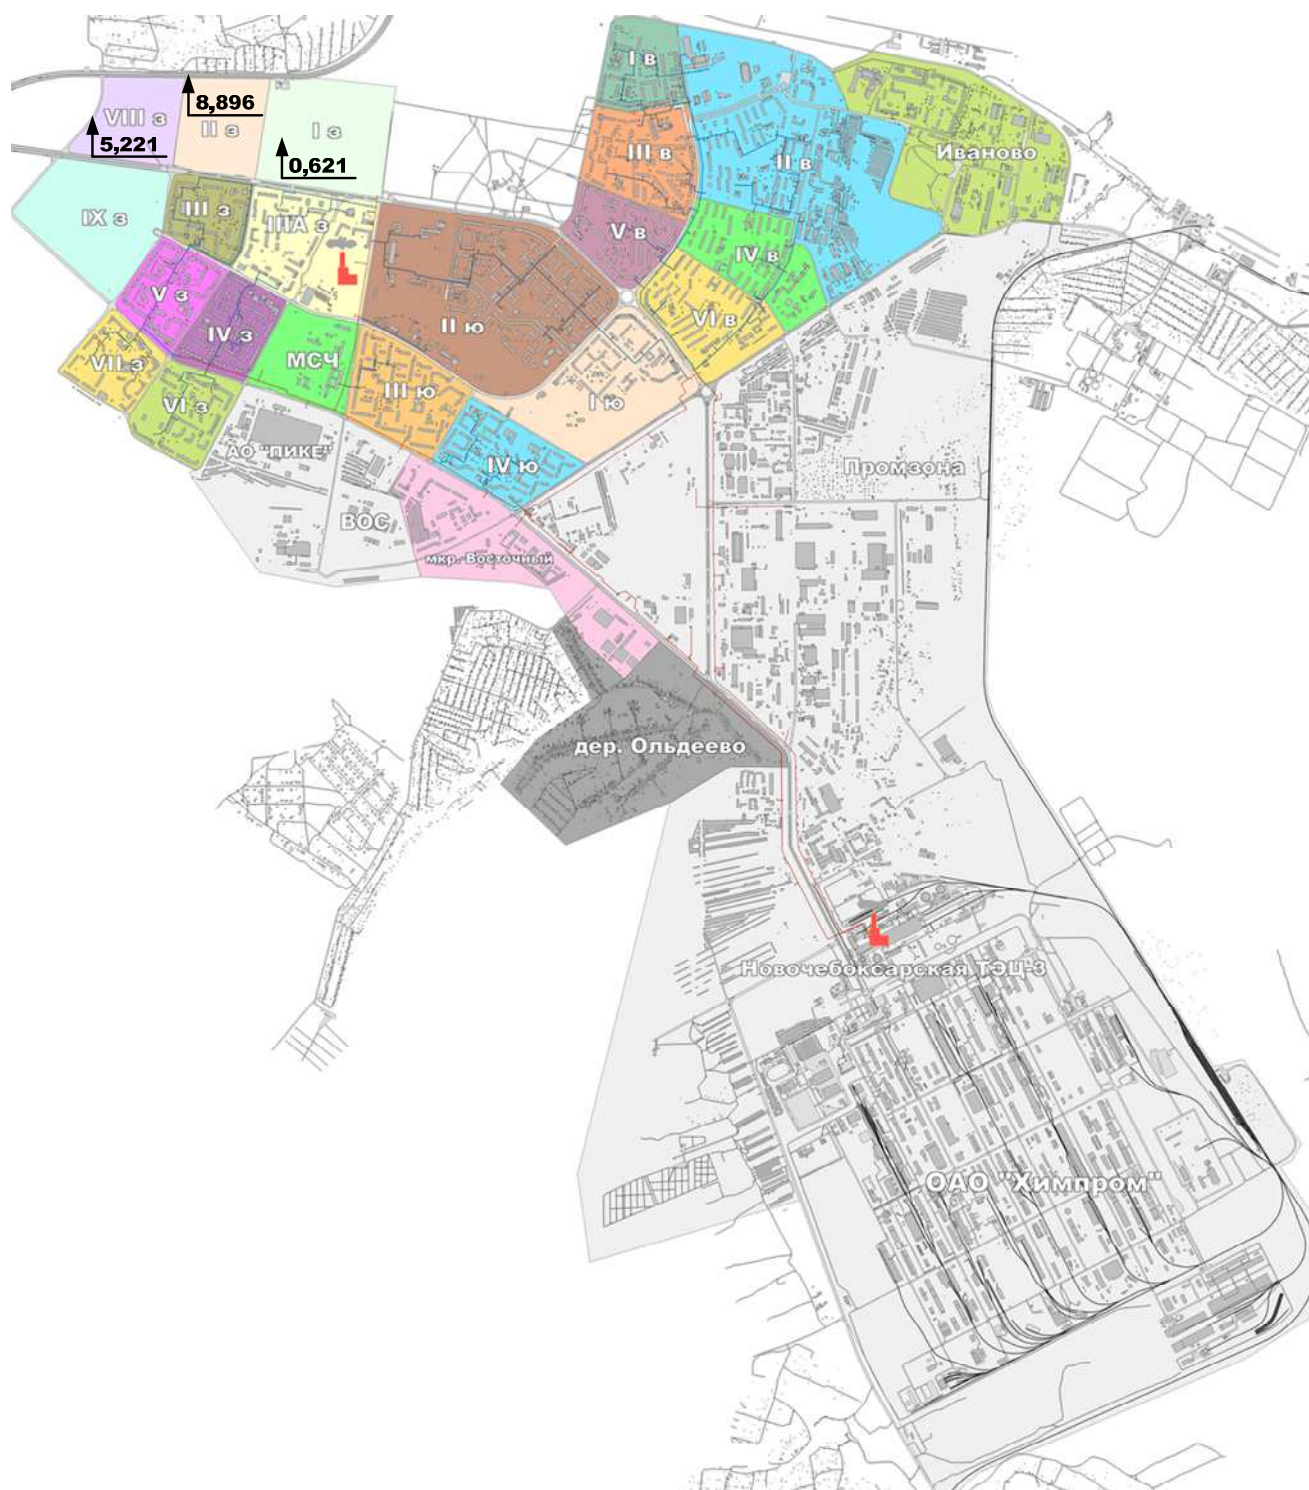 I в
8,896
VIII з
II з
I з
5,221
0,621
III в
II в
Иваново
IX з
III з
IIIА з
V в
IV в
V з
IV з
II ю
VI в
VII з
МСЧ
III ю
I ю
VI з
АО "ПИКЕ"
IV ю
Промзона
ВОС
мкр. Восточный
дер. Ольдеево
Новочебоксарская ТЭЦ-3
ОАО "Химпром"